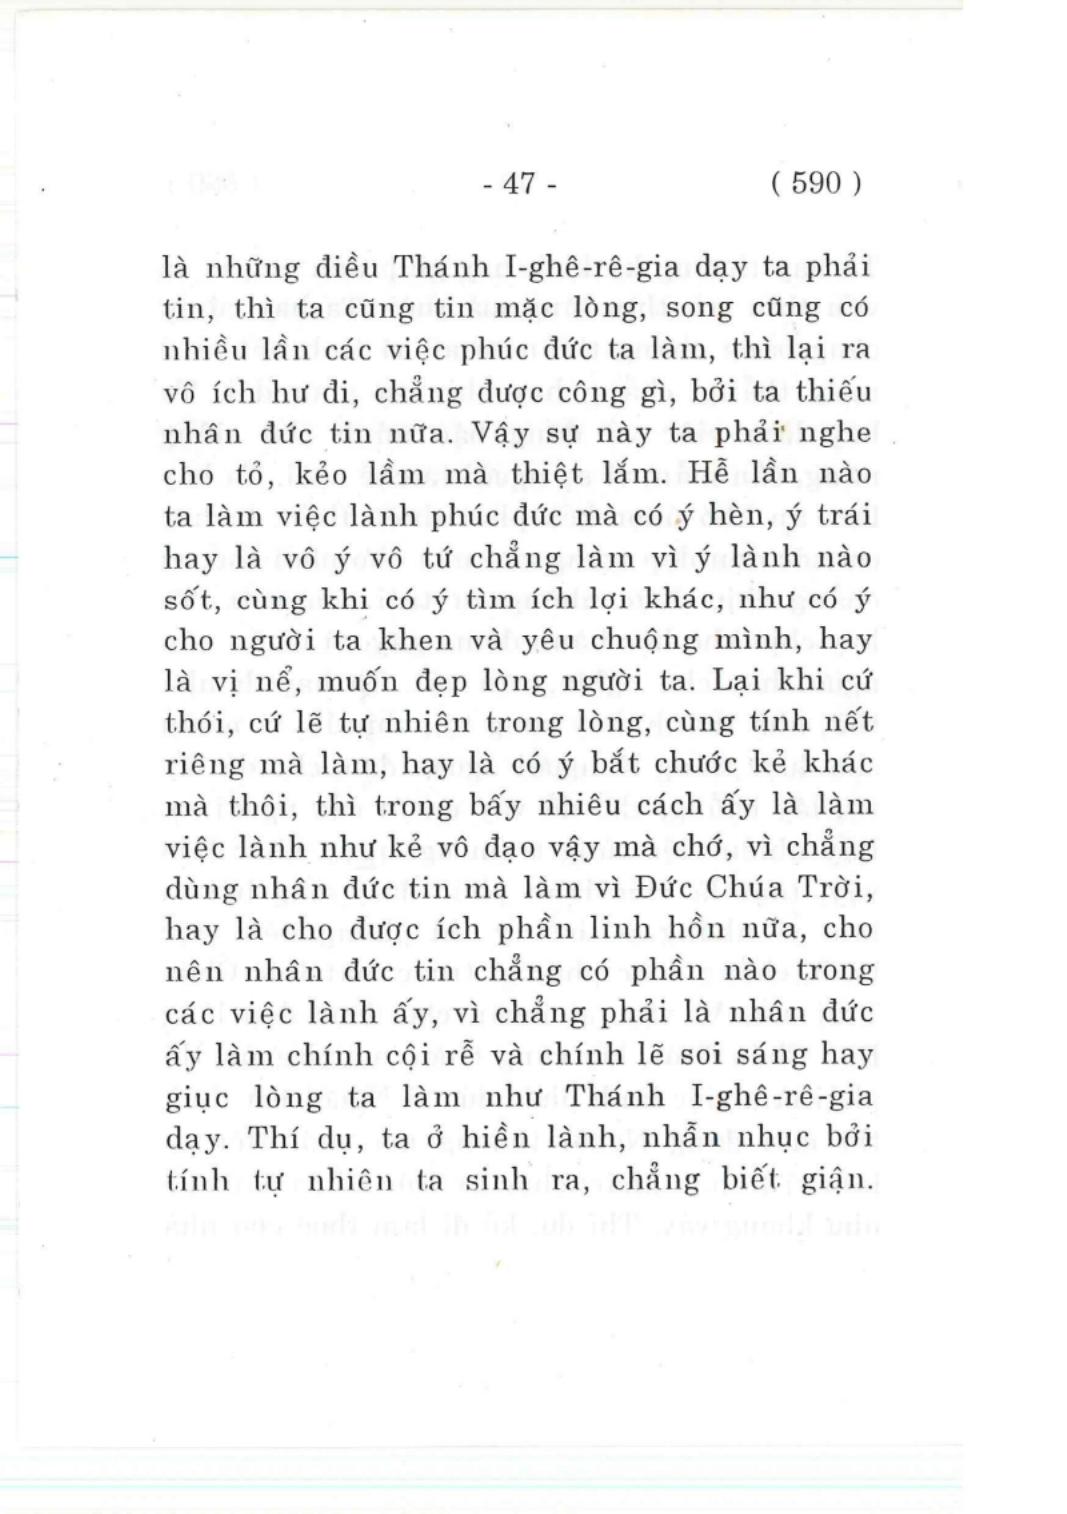 - 47 - ( 590 )
là những điều Thánh I-ghê-rê-gia dạy ta phải
tin, thì ta cũng tin mặc lòng, song cũng có
nhiều lần các việc phúc đức ta làm, thì lại ra
vô ích hư đi, chẳng được công gì, bởi ta thiếu
nhân đức tin nữa. Vậy sự này ta phải nghe
cho tỏ, kẻo lầm mà thiệt lắm. Hễ lần nào
ta làm việc lành phúc đức mà có ý hèn, ý trái
hay là vô ý vô tứ chẳng làm vì ý lành nào
sốt, cùng khi có ý tìm ích lợi khác, như có ý
cho người ta khen và yêu chuộng mình, hay
là vị nể, muốn đẹp lòng người ta. Lại khi cứ
thói, cứ lẽ tự nhiên trong lòng, cùng tính nết
riêng mà làm, hay là có ý bắt chước kẻ khác
mà thôi, thì trong bấy nhiêu cách ấy là làm
việc lành như kẻ vô đạo vậy mà chớ, vì chẳng
dùng nhân đức tin mà làm vì Đức Chúa Trời,
hay là cho được ích phần linh hồn nữa, cho
nên nhân đức tin chẳng có phần nào trong
các việc lành ấy, vì chẳng phải là nhân đức
ấy làm chính cội rễ và chính lẽ soi sáng hay
giục lòng ta làm như Thánh I-ghê-rê-gia
dạy. Thí dụ, ta ở hiền lành, nhẫn nhục bởi
tính tự nhiên ta sinh ra, chẳng biết giận.